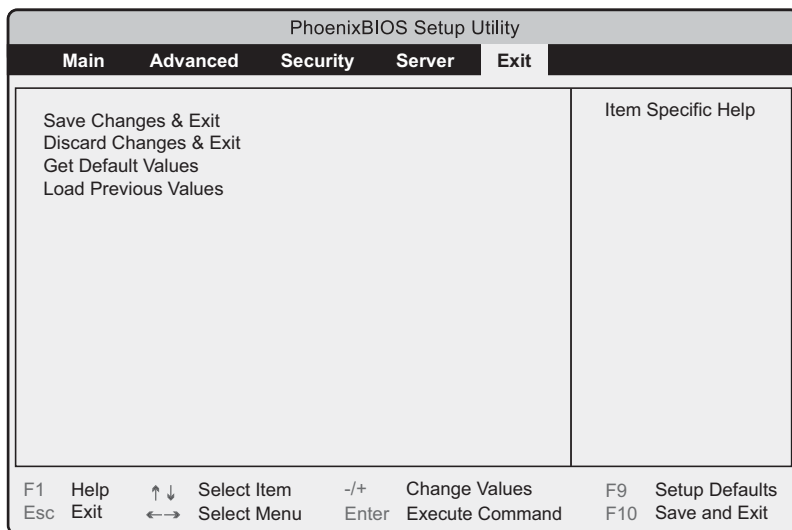 PhoenixBIOS Setup Utility
Main Advanced Security Server Exit
Save Changes & Exit
Discard Changes & Exit
Get Default Values
Load Previous Values
Item Specific Help
F1 Help ↑↓ Select Item -/+ Change Values F9 Setup Defaults
Esc Exit ←→ Select Menu Enter Execute Command F10 Save and Exit